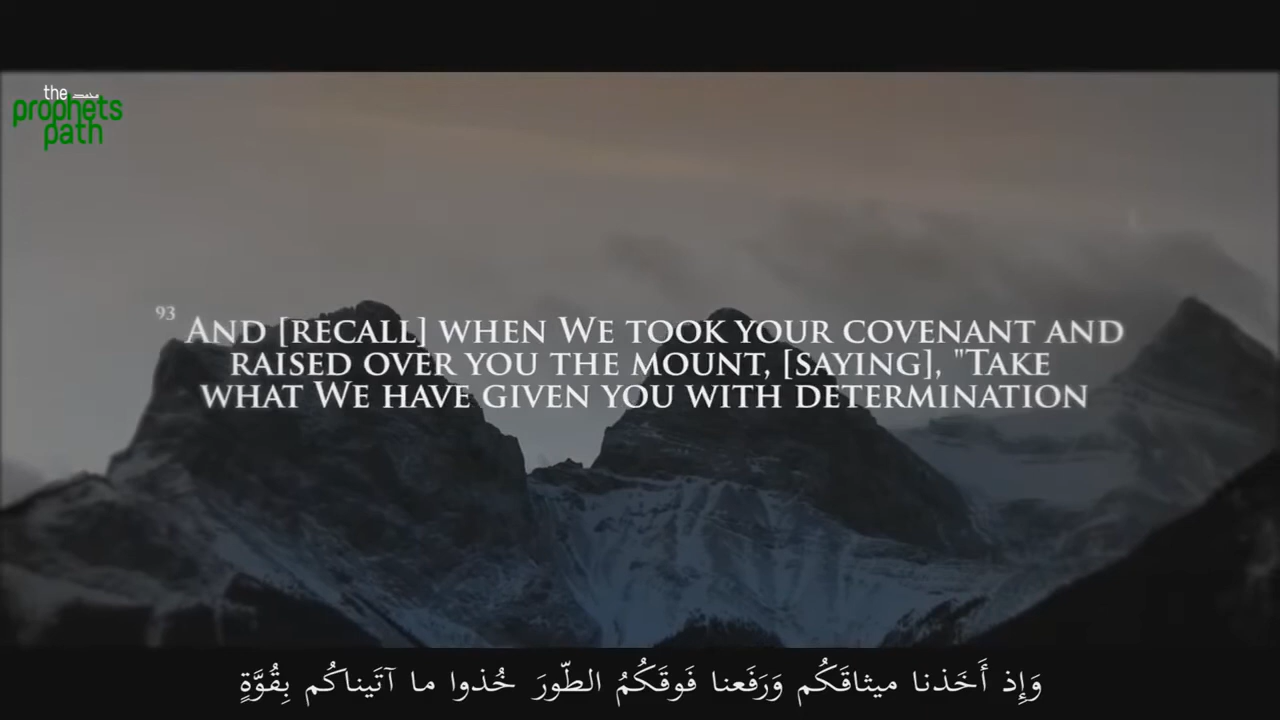 the
prophets
path
93 And [recall] when We took your covenant and
raised over you the mount, [saying], "Take
what We have given you with determination
وَإِذ أَخَذنا ميثاقَكُم وَرَفَعنا فَوقَكُمُ الطّورَ خُذوا ما آتَيناكُم بِقُوَّةٍ